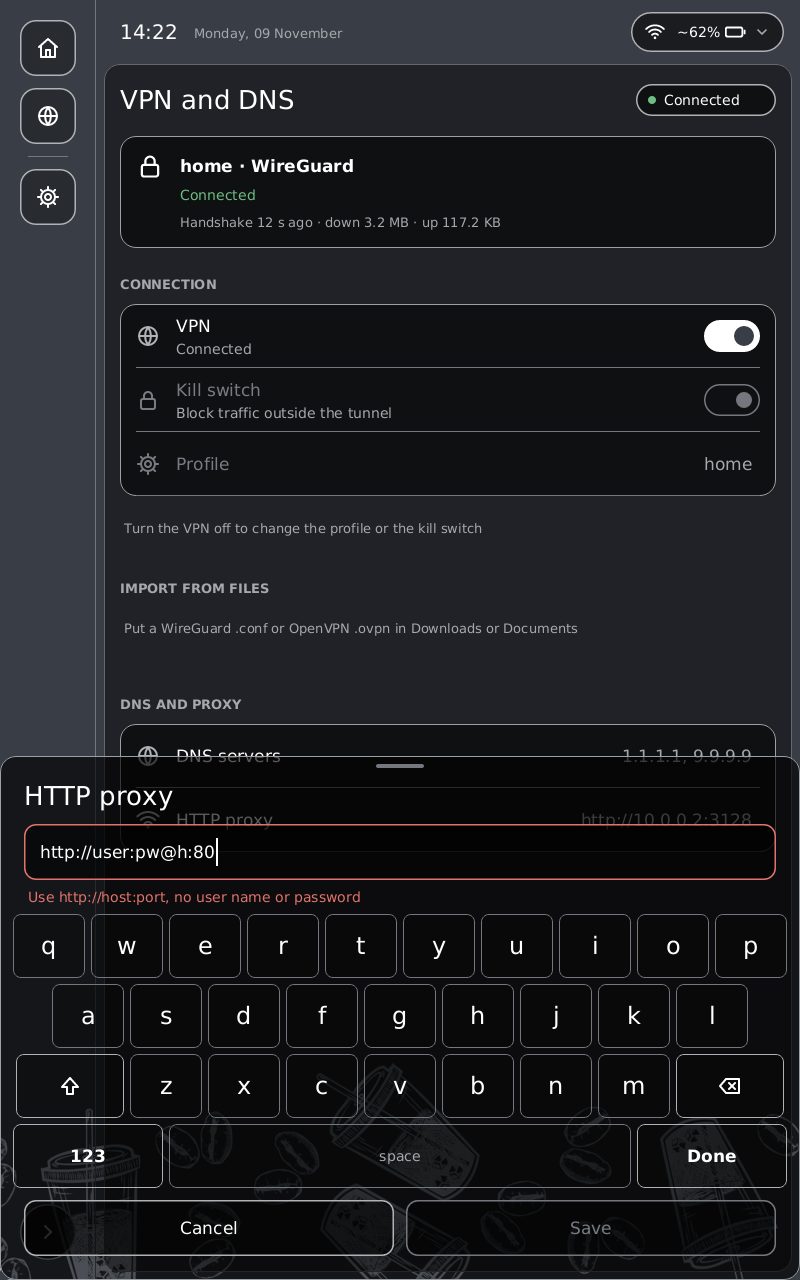 14:22 Monday, 09 November ~62%
VPN and DNS Connected
home · WireGuard
Connected
Handshake 12 s ago · down 3.2 MB · up 117.2 KB
CONNECTION
VPN
Connected
Kill switch
Block traffic outside the tunnel
Profile home
Turn the VPN off to change the profile or the kill switch
IMPORT FROM FILES
Put a WireGuard .conf or OpenVPN .ovpn in Downloads or Documents
DNS AND PROXY
DNS servers 1.1.1.1, 9.9.9.9
HTTP proxy
HTTP proxy http://10.0.0.2:3128
http://user:pw@h:80
Use http://host:port, no user name or password
q w e r t y u i o p
a s d f g h j k l
z x c v b n m
123 space Done
Cancel Save